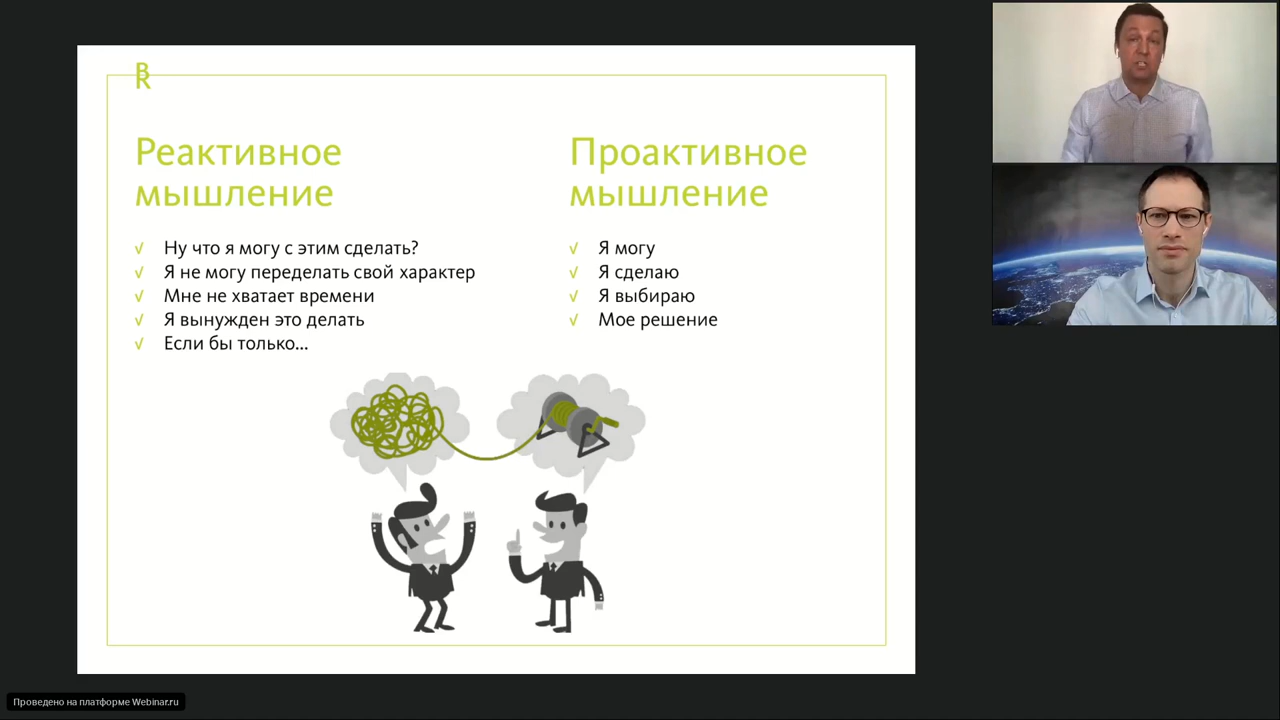 BR
Реактивное
мышление
√ Ну что я могу с этим сделать?
√ Я не могу переделать свой характер
√ Мне не хватает времени
√ Я вынужден это делать
√ Если бы только...
Проактивное
мышление
√ Я могу
√ Я сделаю
√ Я выбираю
√ Мое решение
Проведено на платформе Webinar.ru